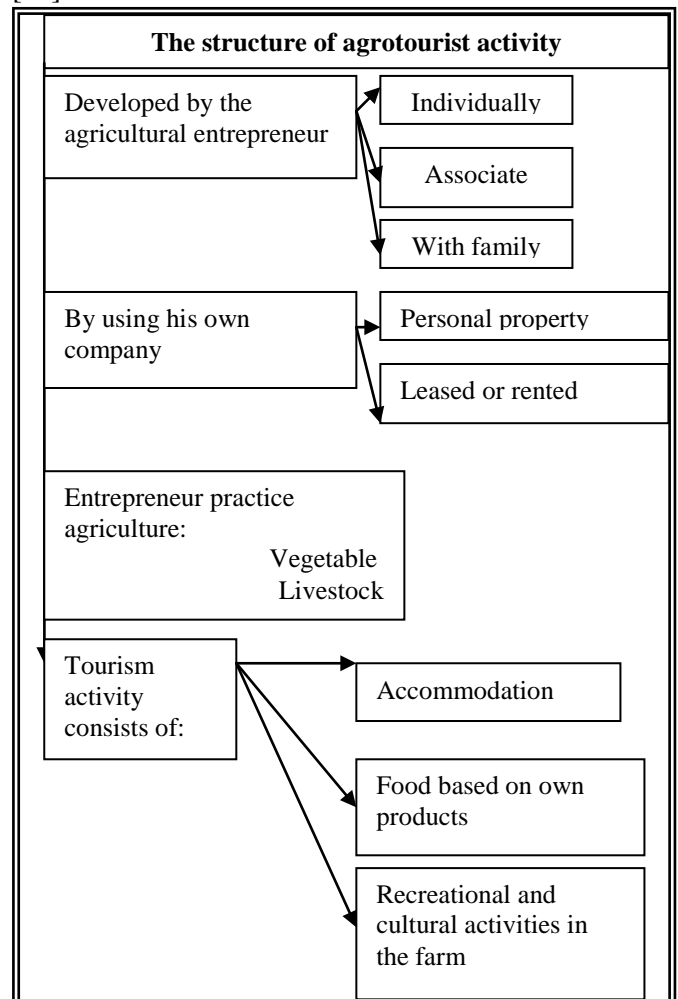 The structure of agrotourist activity
Developed by the
agricultural entrepreneur
Individually
Associate
With family
By using his own
company
Personal property
Leased or rented
Entrepreneur practice
agriculture:
Vegetable
Livestock
Tourism
activity
consists of:
Accommodation
Food based on own
products
Recreational and
cultural activities in
the farm